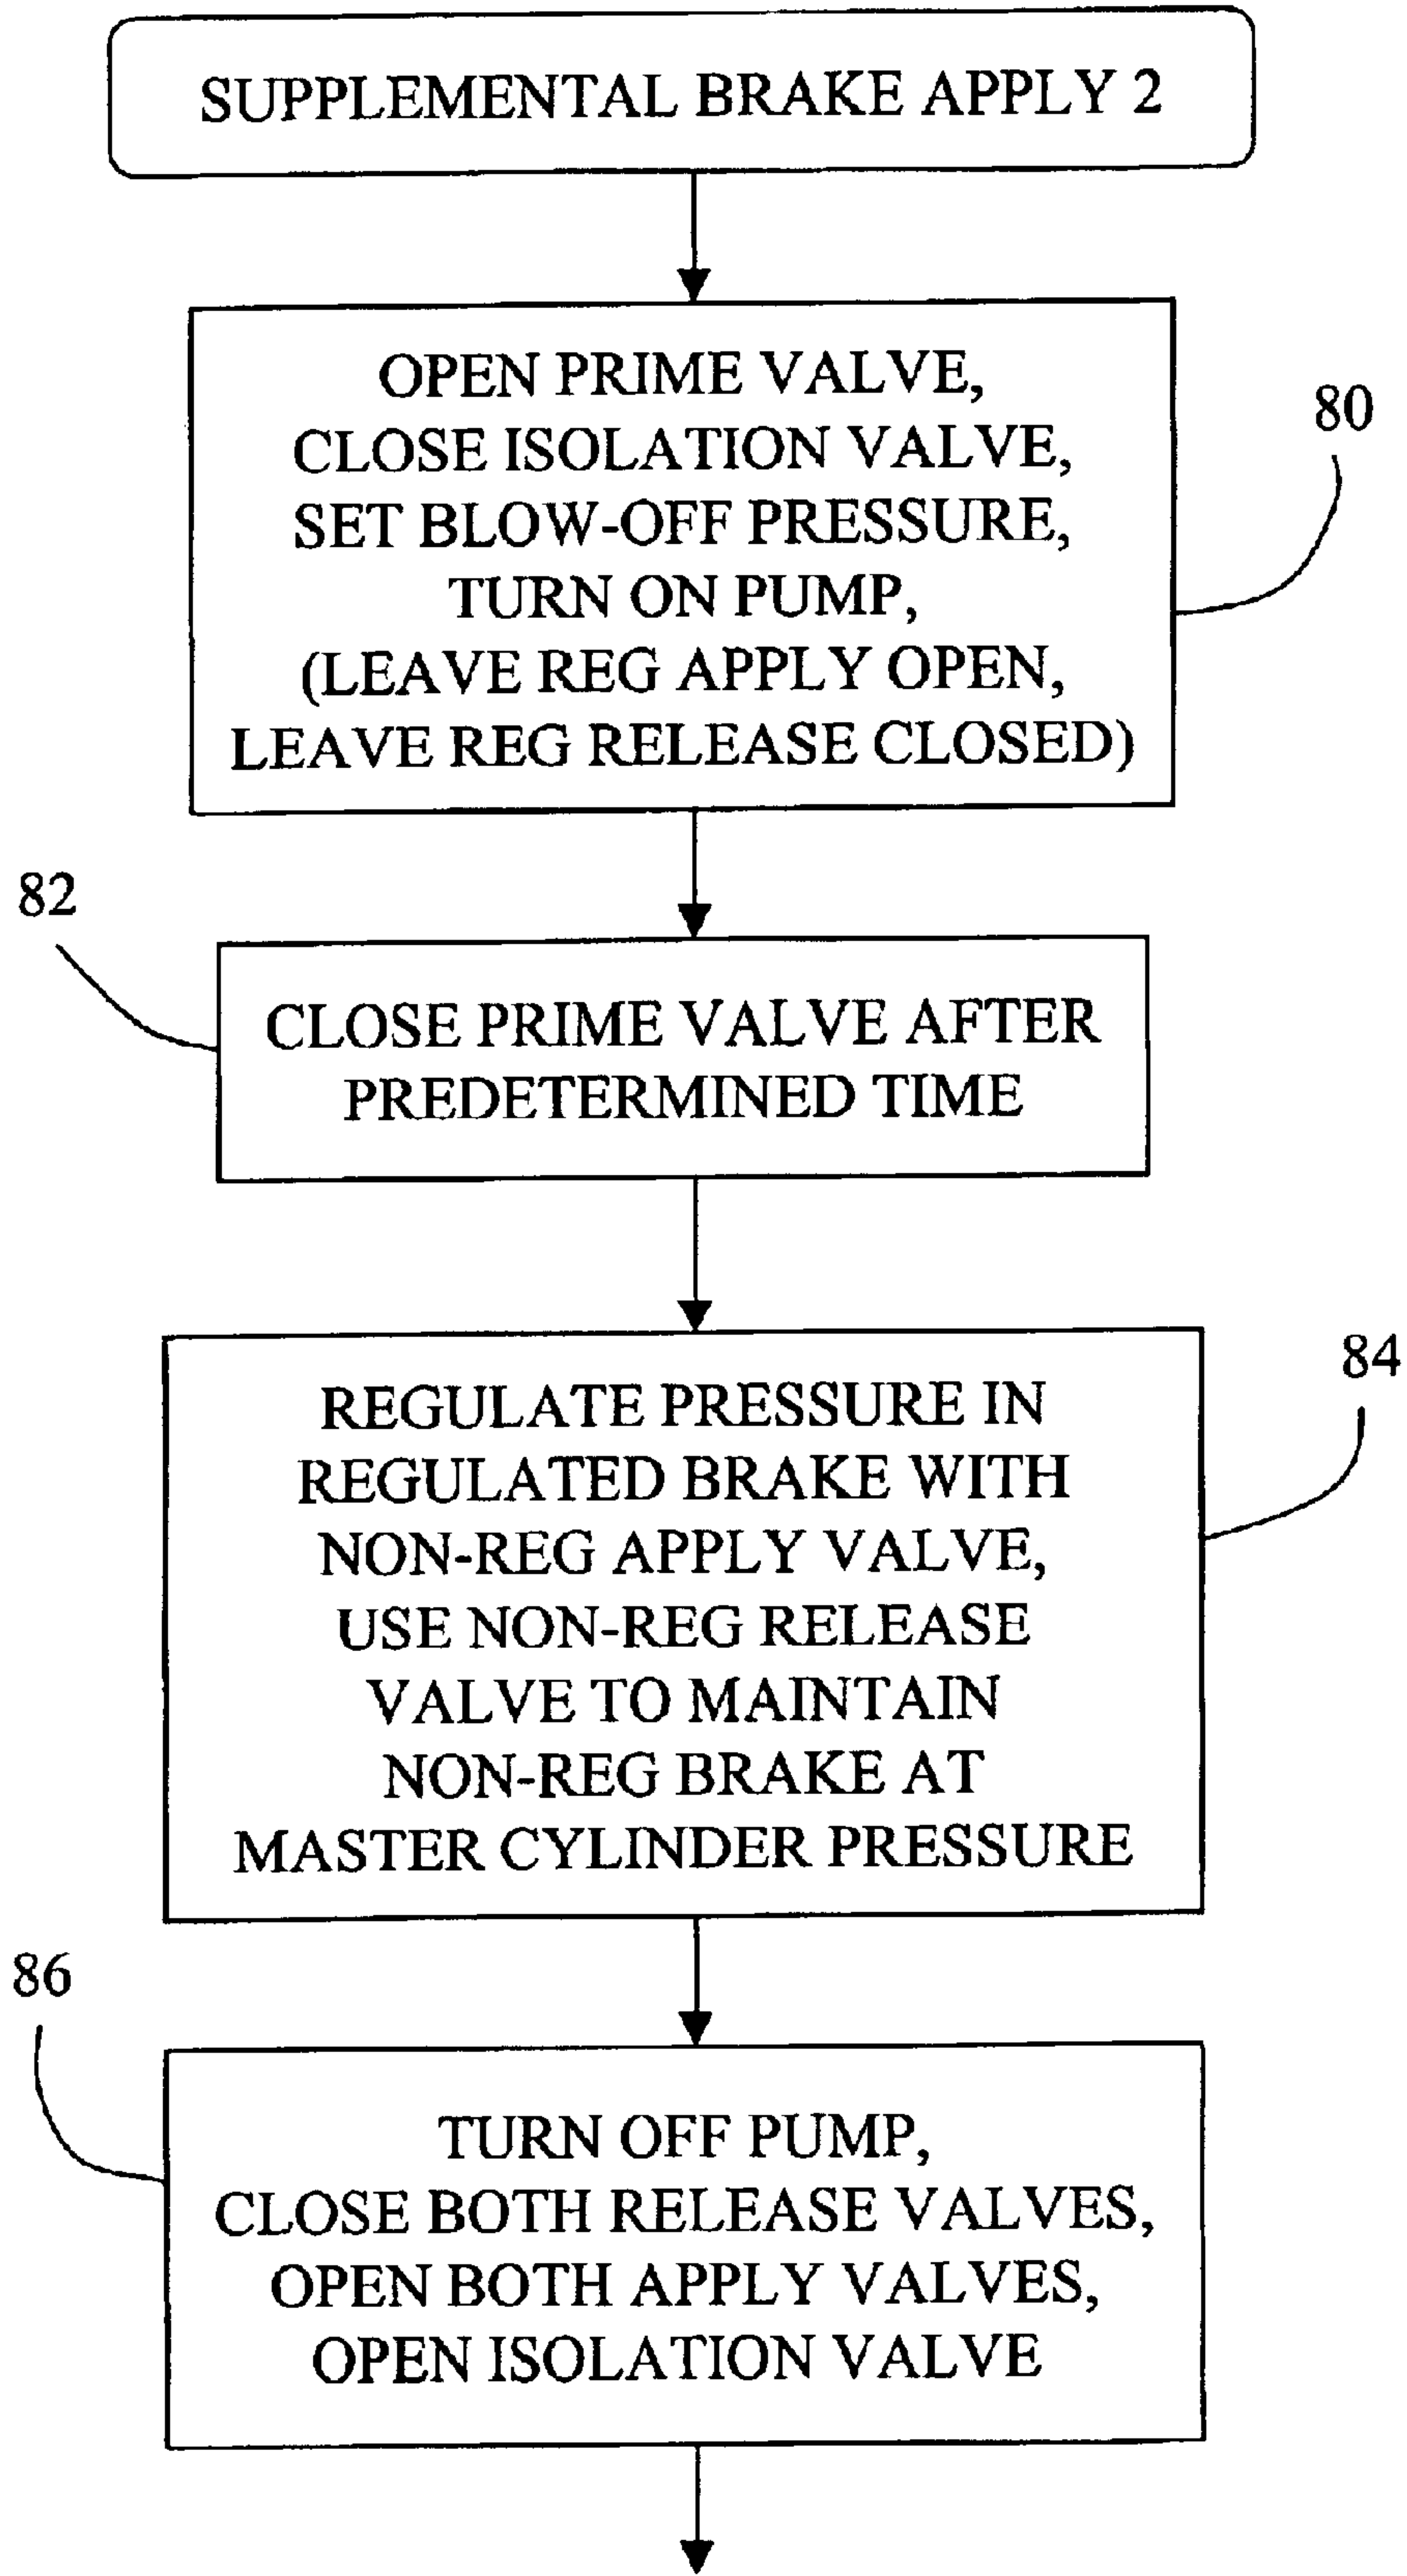 SUPPLEMENTAL BRAKE APPLY 2
OPEN PRIME VALVE,
CLOSE ISOLATION VALVE,
SET BLOW-OFF PRESSURE,
TURN ON PUMP,
(LEAVE REG APPLY OPEN,
LEAVE REG RELEASE CLOSED)
80
82
CLOSE PRIME VALVE AFTER
PREDETERMINED TIME
84
REGULATE PRESSURE IN
REGULATED BRAKE WITH
NON-REG APPLY VALVE,
USE NON-REG RELEASE
VALVE TO MAINTAIN
NON-REG BRAKE AT
MASTER CYLINDER PRESSURE
86
TURN OFF PUMP,
CLOSE BOTH RELEASE VALVES,
OPEN BOTH APPLY VALVES,
OPEN ISOLATION VALVE